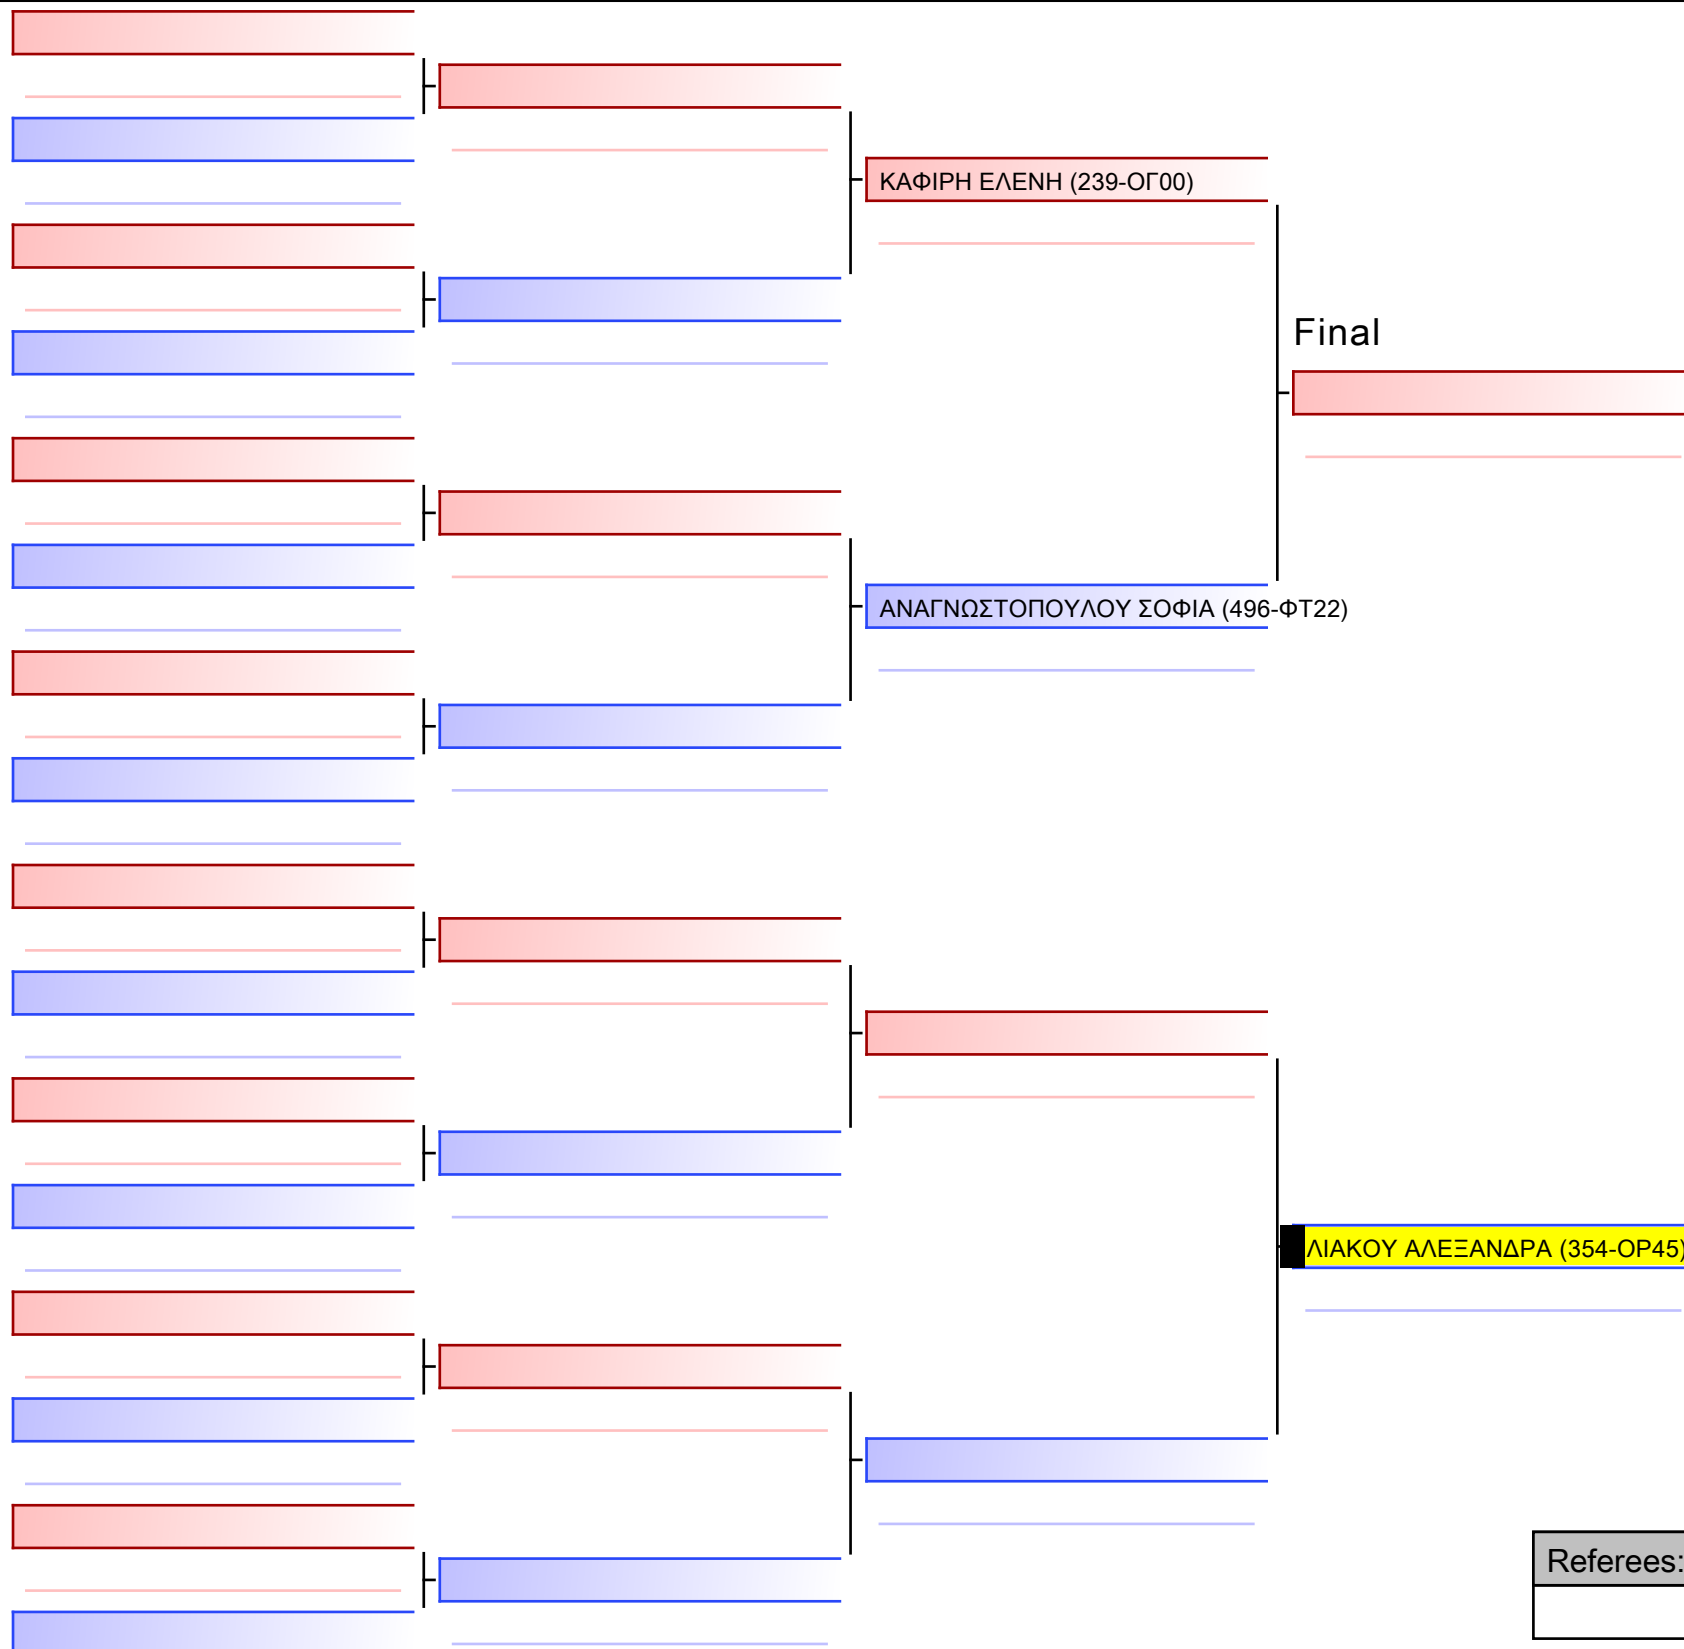 ΚΑΦΙΡΗ ΕΛΕΝΗ (239-ΟΓ00)
Final
ΑΝΑΓΝΩΣΤΟΠΟΥΛΟΥ ΣΟΦΙΑ (496-ΦΤ22)
ΛΙΑΚΟΥ ΑΛΕΞΑΝΔΡΑ (354-ΟΡ45)
Referees: